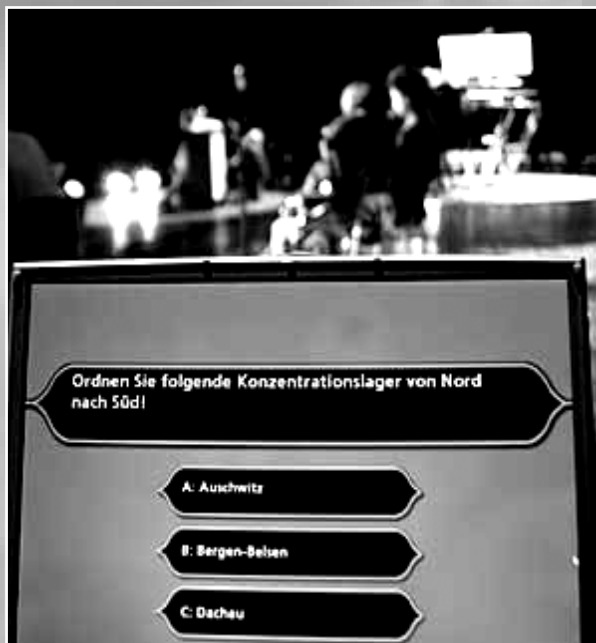 Ordnen Sie folgende Konzentrationslager von Nord
nach Süd!
A: Auschwitz
B: Bergen-Belsen
C: Dachau